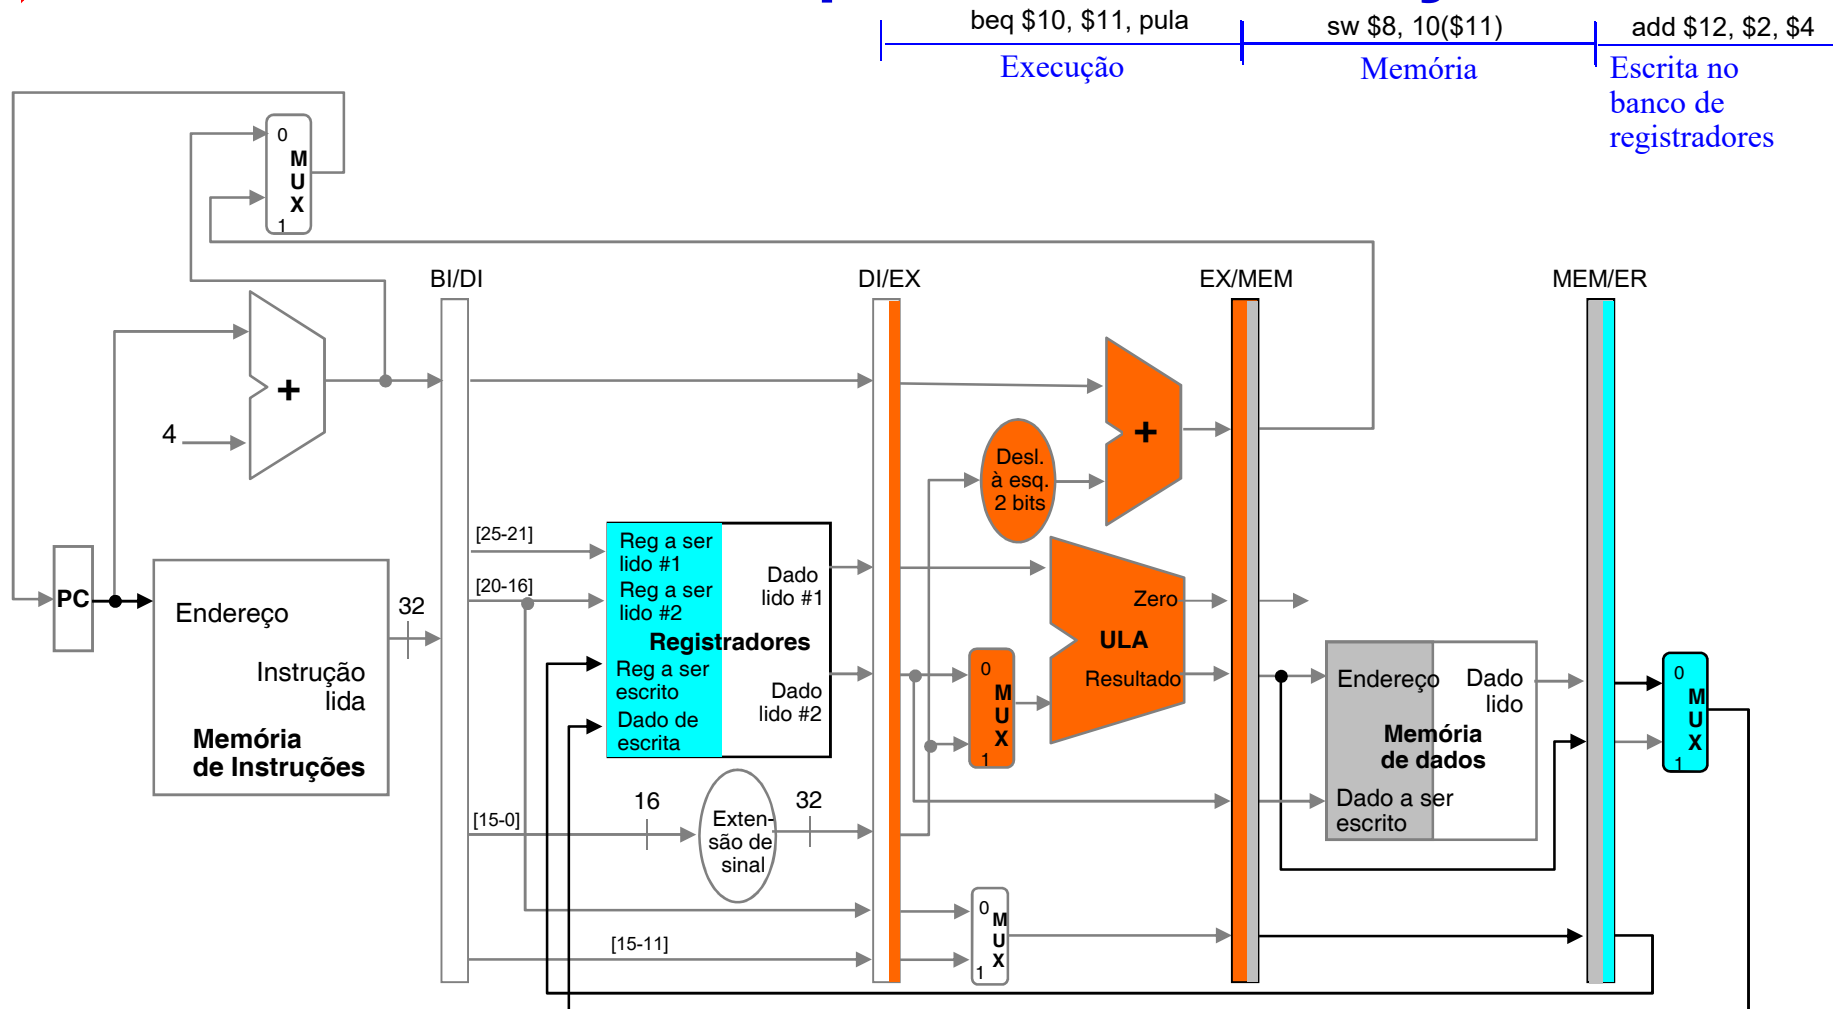 beq $10, $11, pula
sw $8, 10($11)
add $12, $2, $4
Execução
Memória
Escrita no
banco de
registradores
0
M
U
X
1
BI/DI
DI/EX
EX/MEM
MEM/ER
+
4
+
Desl.
à esq.
2 bits
[25-21]
[20-16]
[15-0]
[15-11]
PC
Endereço
Instrução
lida
Memória
de Instruções
32
Reg a ser
lido #1
Reg a ser
lido #2
Registradores
Reg a ser
escrito
Dado de
escrita
Dado
lido #1
Dado
lido #2
16
Exten-
são de
sinal
32
0
M
U
X
1
Zero
ULA
Resultado
0
M
U
X
1
Endereço
Dado
lido
Memória
de dados
Dado a ser
escrito
0
M
U
X
1